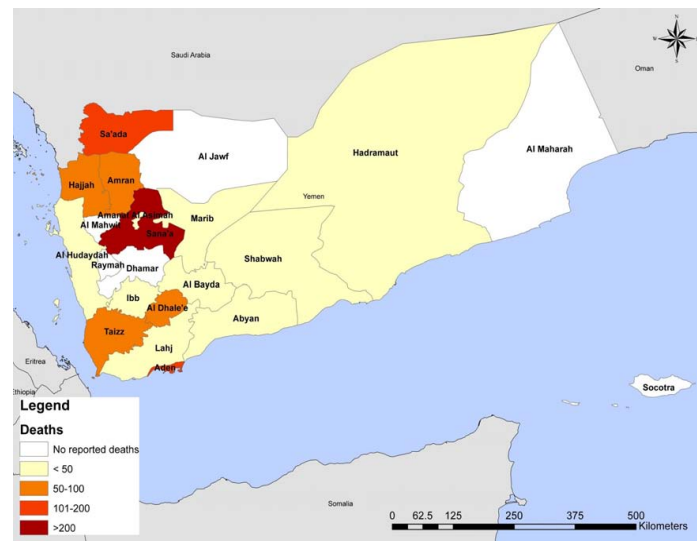 Saudi Arabia
Oman
Sa'ada
Al Jawf
Hadramaut
Al Maharah
Hajjah
Amran
Yemen
Amanat Al Asimah
Marib
Al Mahwit
Sana'a
Al Hudaydah
Shabwah
Raymah
Dhamar
Al Bayda
Ibb
Al Dhale'e
Abyan
Taizz
Lahj
Eritrea
Aden
Socotra
Ethiopia
Legend
Deaths
No reported deaths
< 50
50-100
101-200
>200
Somalia
0 62.5 125 250 375 500
Kilometers
N